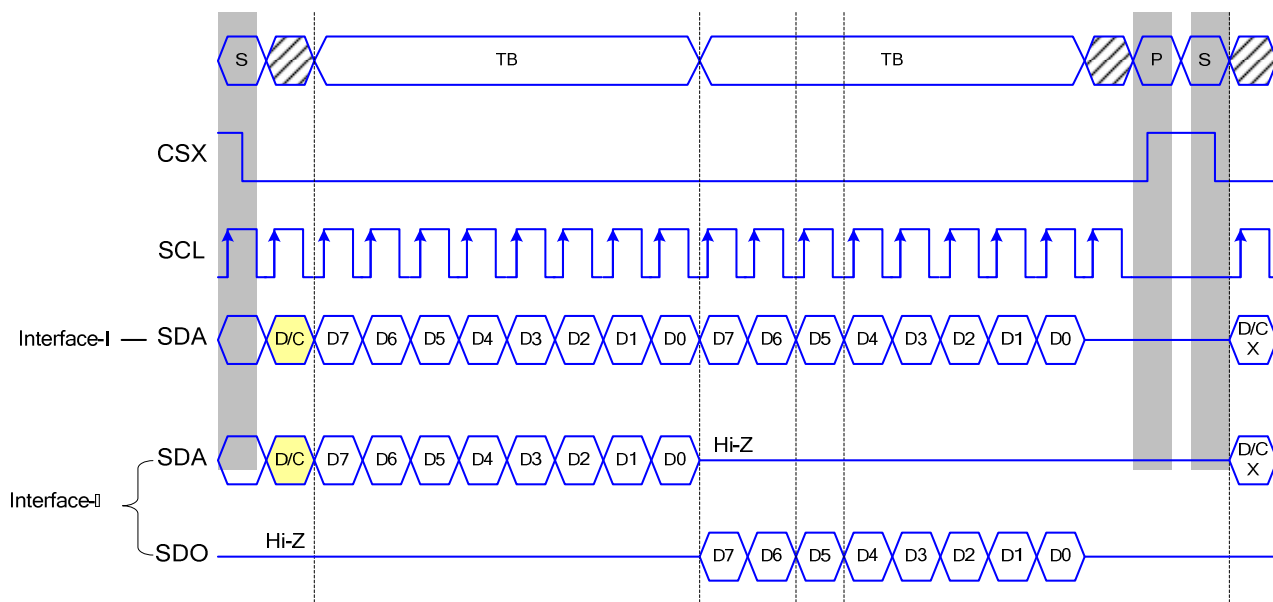 S TB TB P S
CSX
SCL
Interface-I SDA D/C D7 D6 D5 D4 D3 D2 D1 D0 D7 D6 D5 D4 D3 D2 D1 D0 D/C
X
SDA D/C D7 D6 D5 D4 D3 D2 D1 D0 Hi-Z D/C
X
Interface-▯
SDO Hi-Z D7 D6 D5 D4 D3 D2 D1 D0